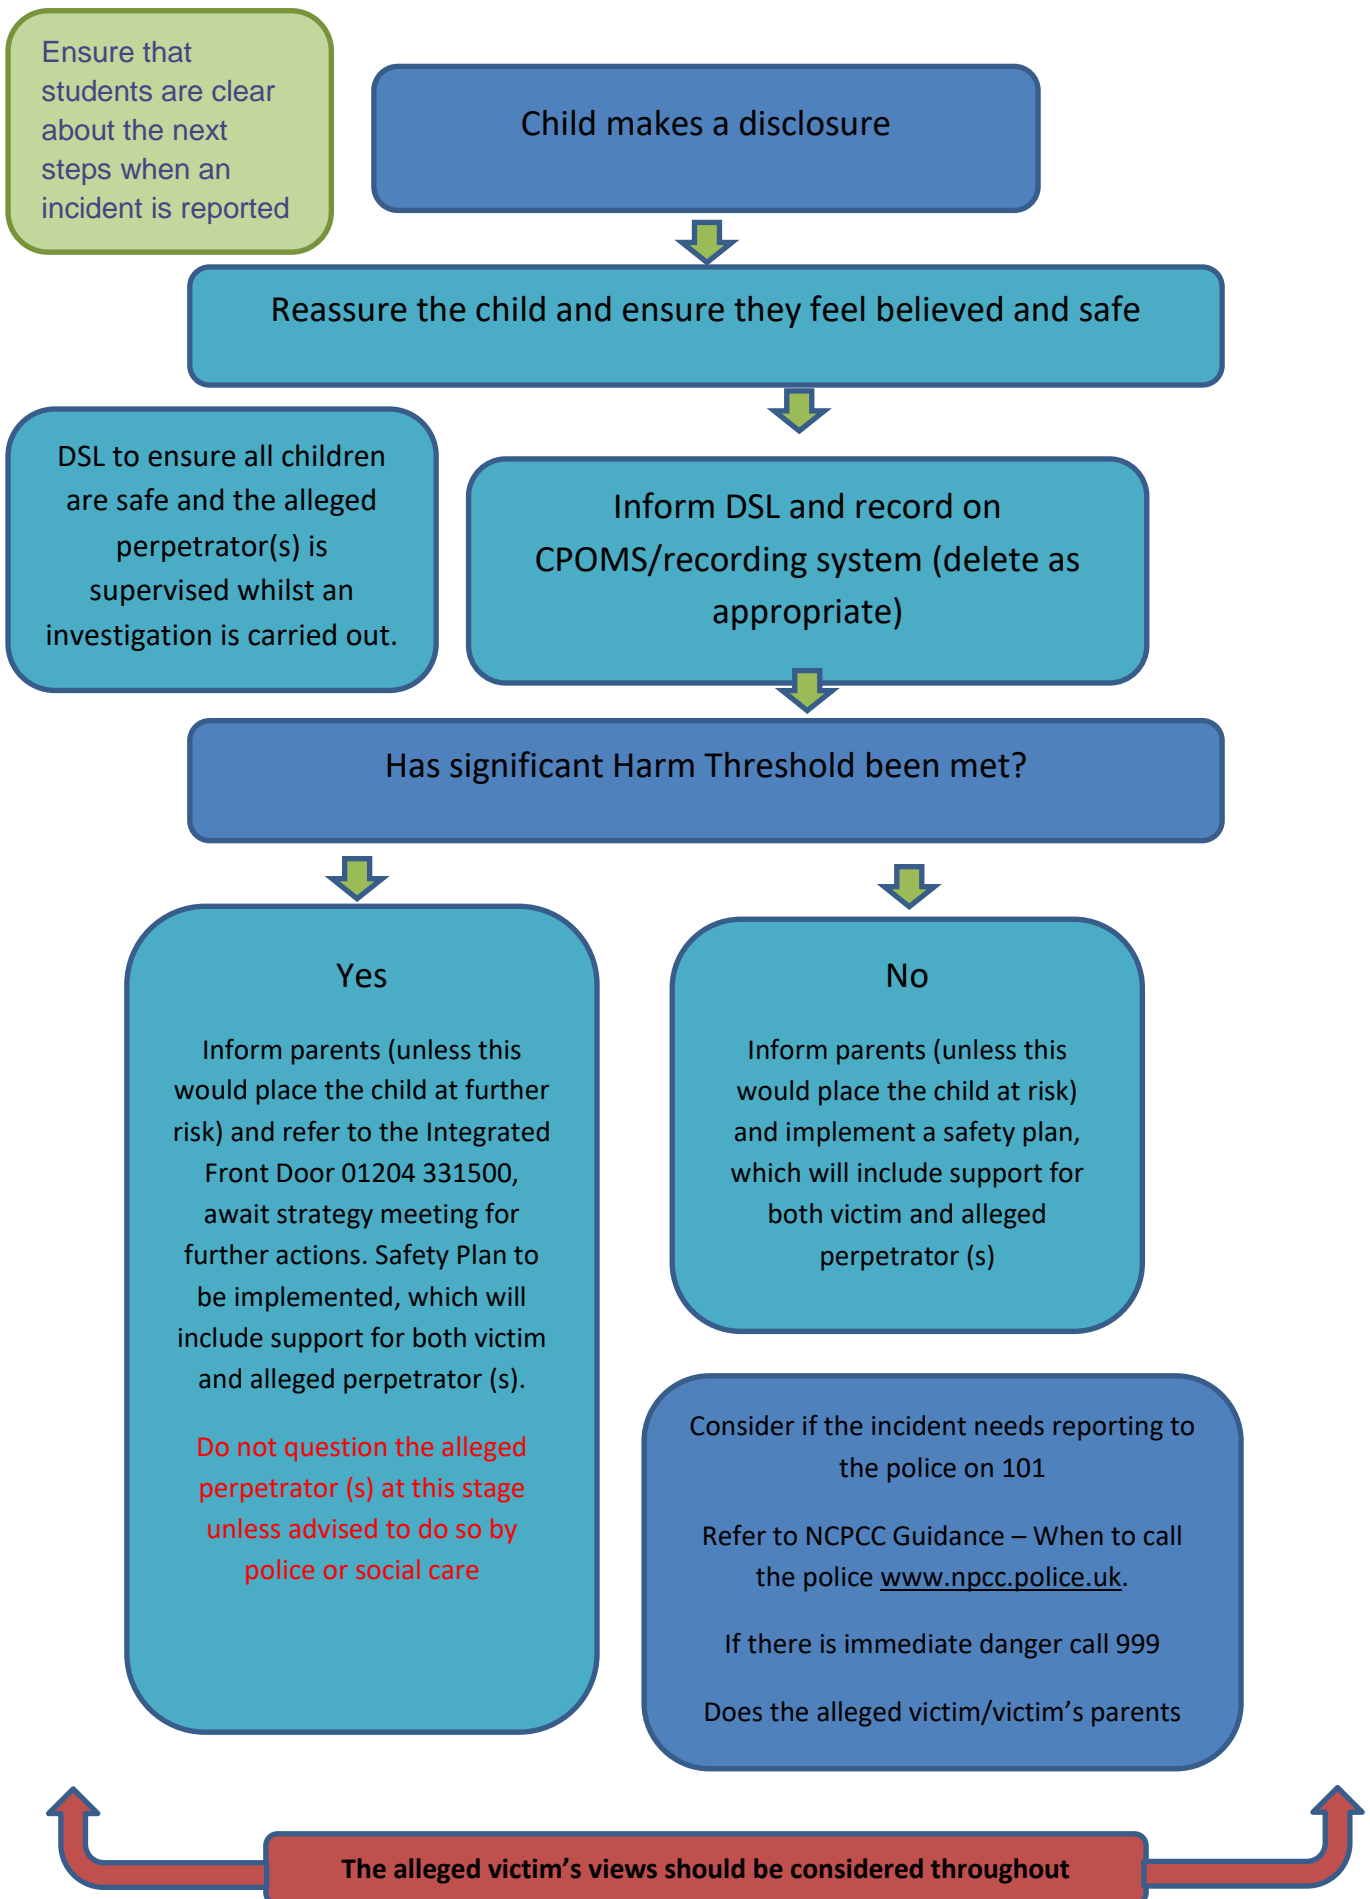 Ensure that
students are clear
about the next
steps when an
incident is reported
Child makes a disclosure
Reassure the child and ensure they feel believed and safe
DSL to ensure all children
are safe and the alleged
perpetrator(s) is
supervised whilst an
investigation is carried out.
Inform DSL and record on
CPOMS/recording system (delete as
appropriate)
Has significant Harm Threshold been met?
Yes
Inform parents (unless this
would place the child at further
risk) and refer to the Integrated
Front Door 01204 331500,
await strategy meeting for
further actions. Safety Plan to
be implemented, which will
include support for both victim
and alleged perpetrator (s).
Do not question the alleged
perpetrator (s) at this stage
unless advised to do so by
police or social care
No
Inform parents (unless this
would place the child at risk)
and implement a safety plan,
which will include support for
both victim and alleged
perpetrator (s)
Consider if the incident needs reporting to
the police on 101
Refer to NCPCC Guidance – When to call
the police www.npcc.police.uk.
If there is immediate danger call 999
Does the alleged victim/victim’s parents
The alleged victim’s views should be considered throughout